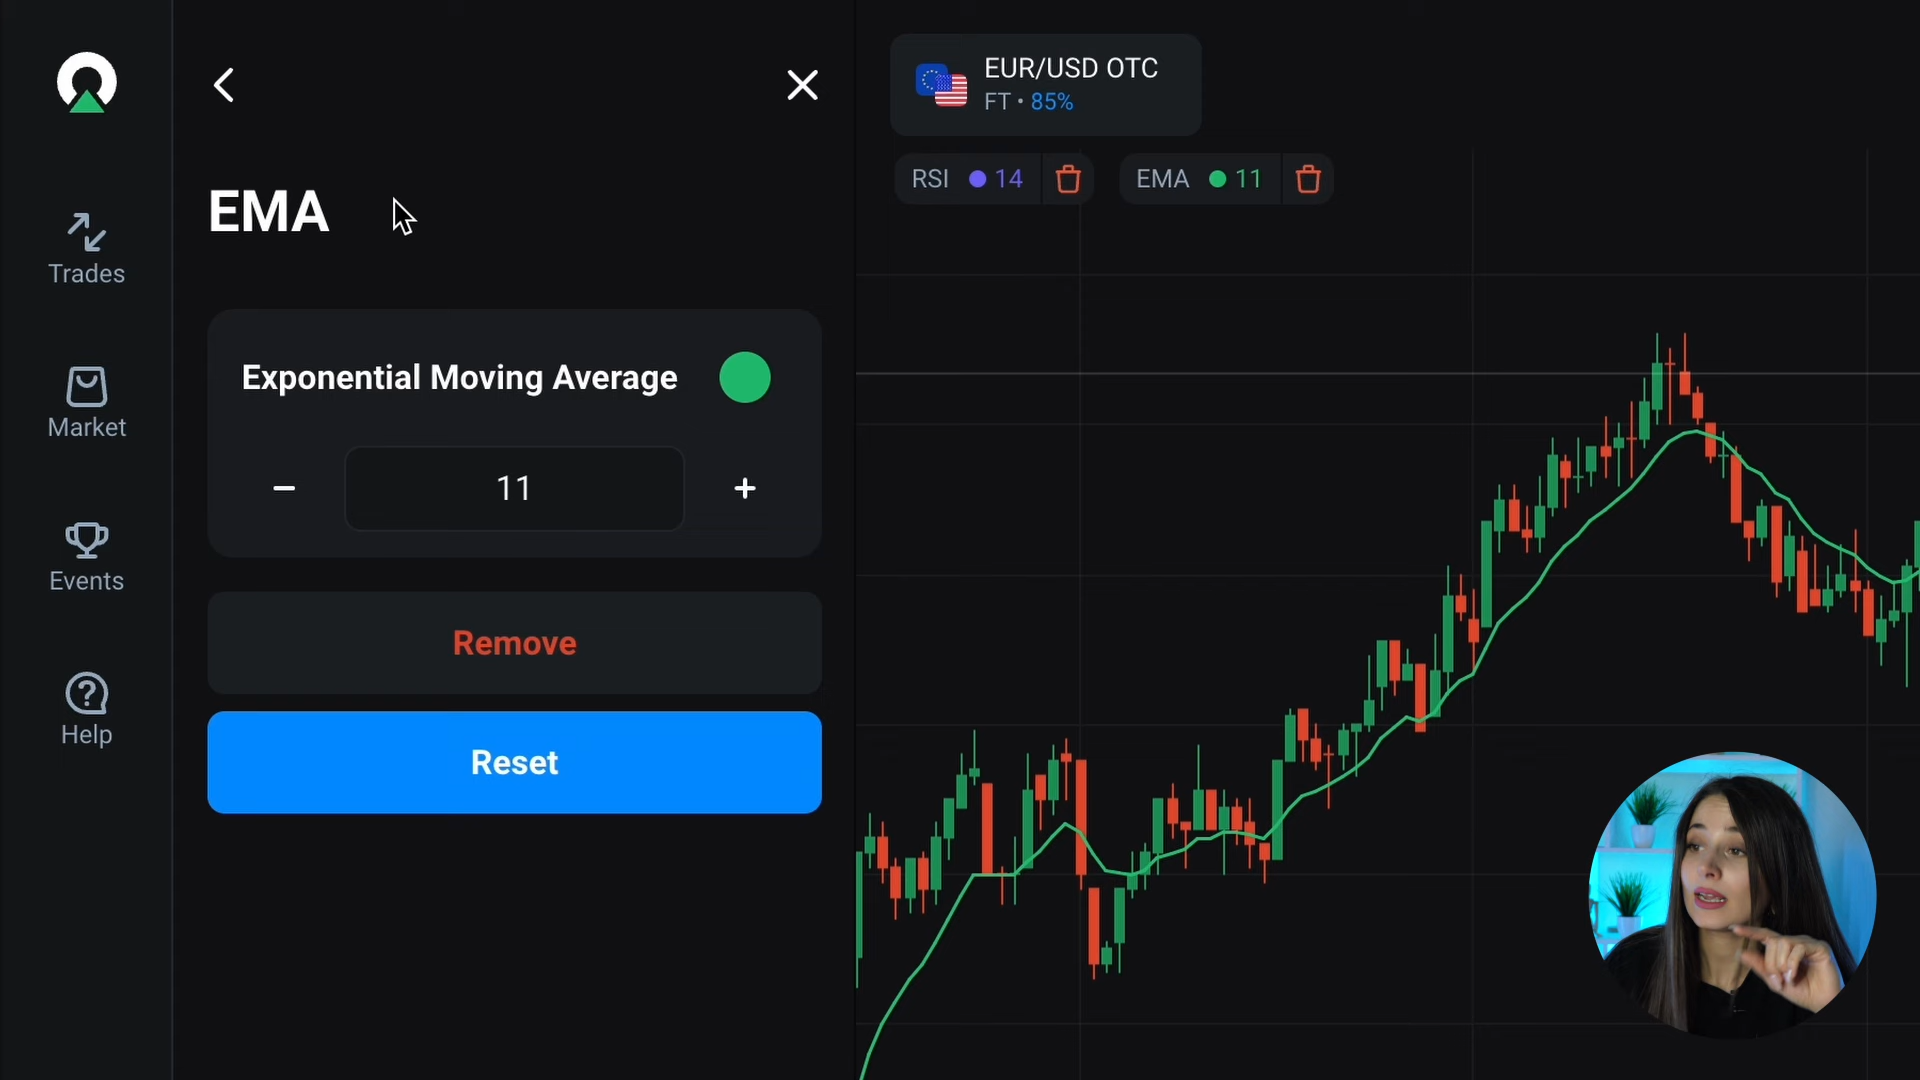 Trades
Market
Events
Help
EMA
Exponential Moving Average
− 11 +
Remove
Reset
EUR/USD OTC
FT • 85%
RSI 14
EMA 11